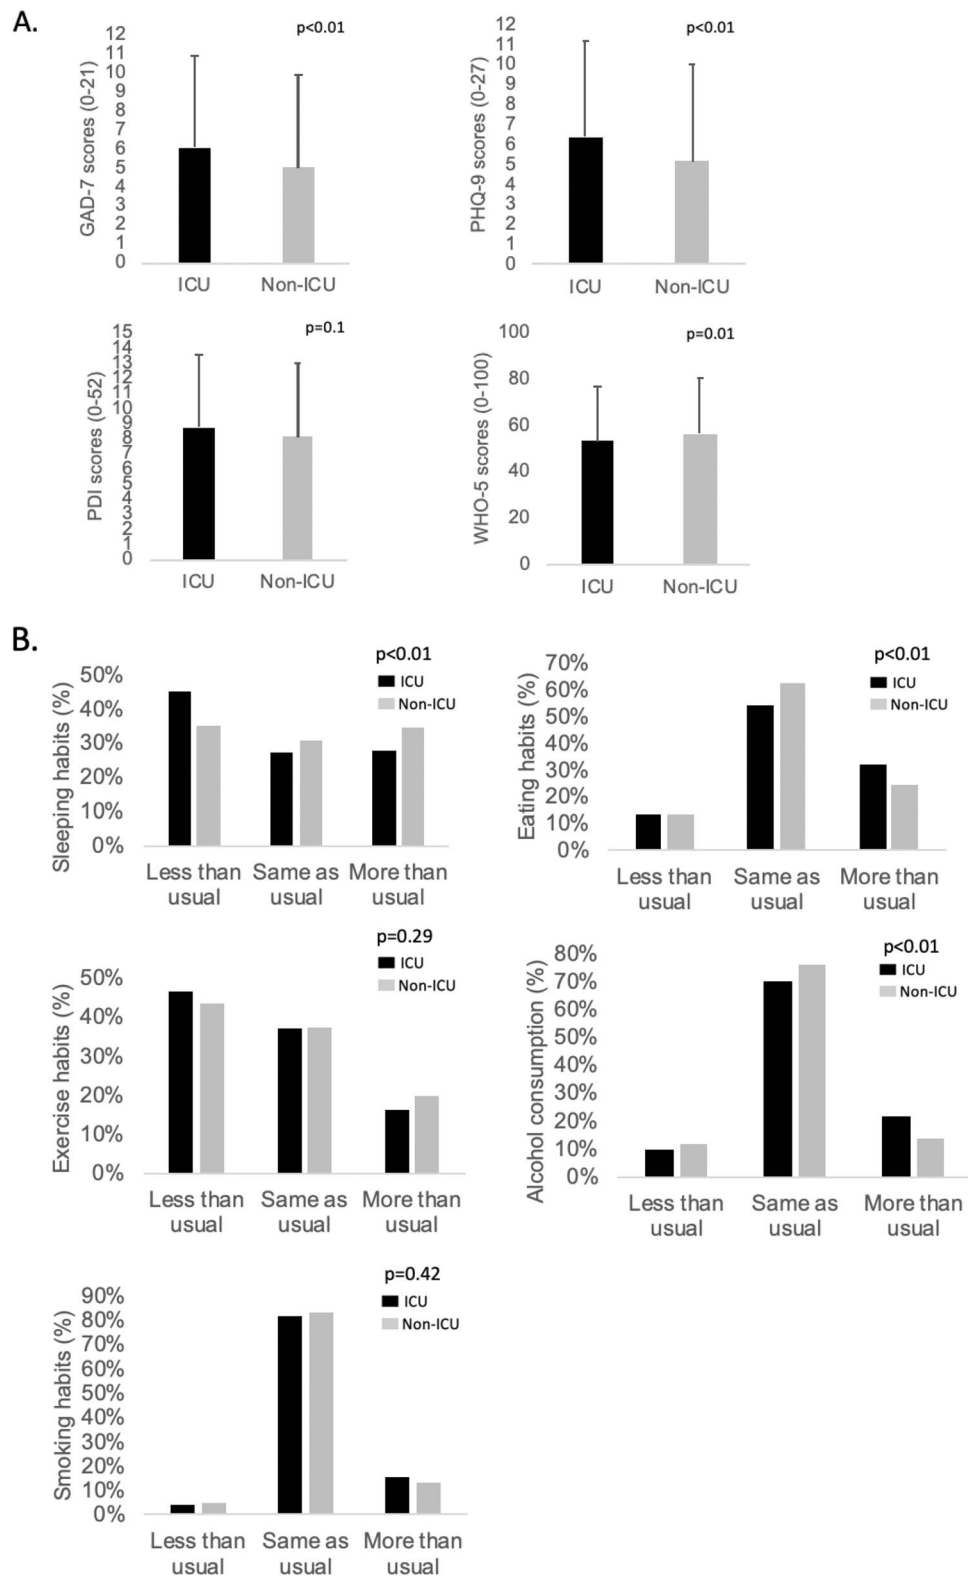 A.
GAD-7 scores (0-21)
12
11
10
9
8
7
6
5
4
3
2
1
0
p<0.01
ICU Non-ICU
PHQ-9 scores (0-27)
12
11
10
9
8
7
6
5
4
3
2
1
0
p<0.01
ICU Non-ICU
PDI scores (0-52)
15
14
13
12
11
10
9
8
7
6
5
4
3
2
1
0
p=0.1
ICU Non-ICU
WHO-5 scores (0-100)
100
80
60
40
20
0
p=0.01
ICU Non-ICU
B.
Sleeping habits (%)
50%
40%
30%
20%
10%
0%
p<0.01
ICU
Non-ICU
Less than Same as More than
usual usual usual
Eating habits (%)
70%
60%
50%
40%
30%
20%
10%
0%
p<0.01
ICU
Non-ICU
Less than Same as More than
usual usual usual
Exercise habits (%)
50%
40%
30%
20%
10%
0%
p=0.29
ICU
Non-ICU
Less than Same as More than
usual usual usual
Alcohol consumption (%)
80%
70%
60%
50%
40%
30%
20%
10%
0%
p<0.01
ICU
Non-ICU
Less than Same as More than
usual usual usual
Smoking habits (%)
90%
80%
70%
60%
50%
40%
30%
20%
10%
0%
p=0.42
ICU
Non-ICU
Less than Same as More than
usual usual usual